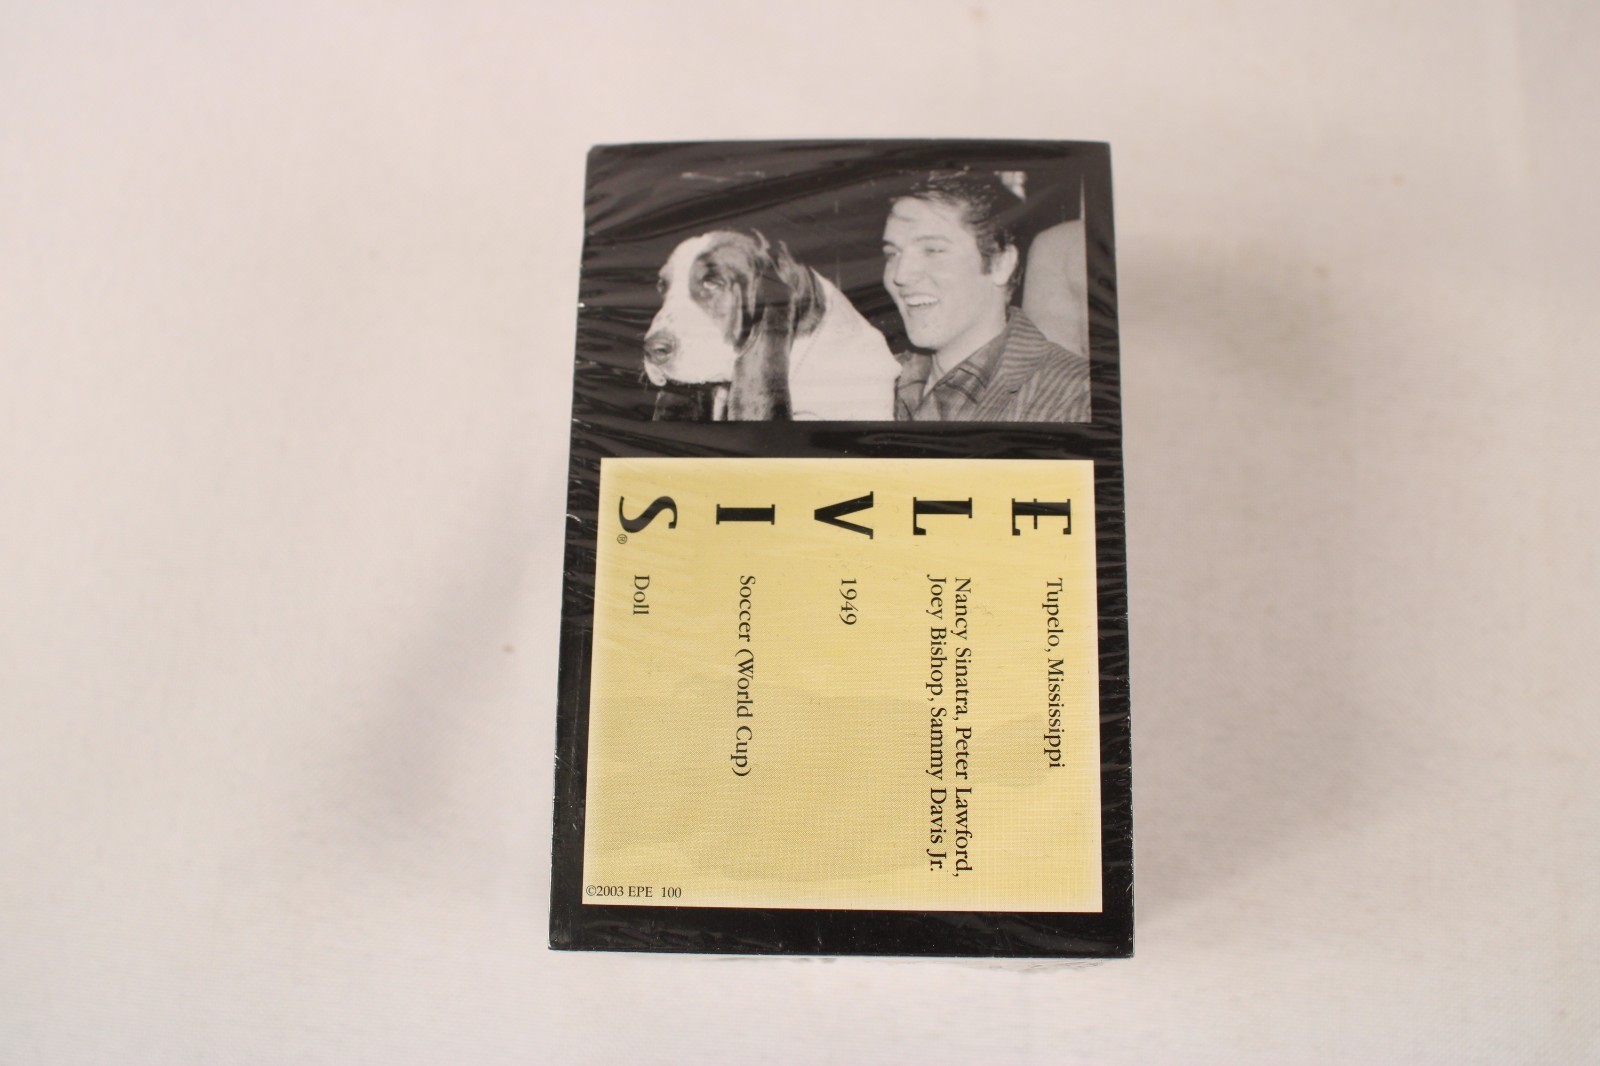 E Tupelo, Mississippi
L Nancy Sinatra, Peter Lawford,
Joey Bishop, Sammy Davis Jr.
V 1949
I Soccer (World Cup)
S® Doll
©2003 EPE 100